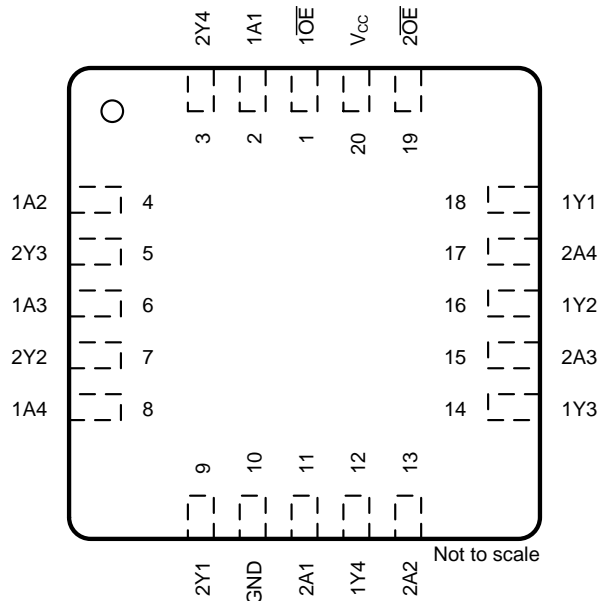 2Y4 1A1 1O̅E̅ Vcc 2O̅E̅
3 2 1 20 19
1A2 4 18 1Y1
2Y3 5 17 2A4
1A3 6 16 1Y2
2Y2 7 15 2A3
1A4 8 14 1Y3
9 10 11 12 13
2Y1 GND 2A1 1Y4 2A2
Not to scale